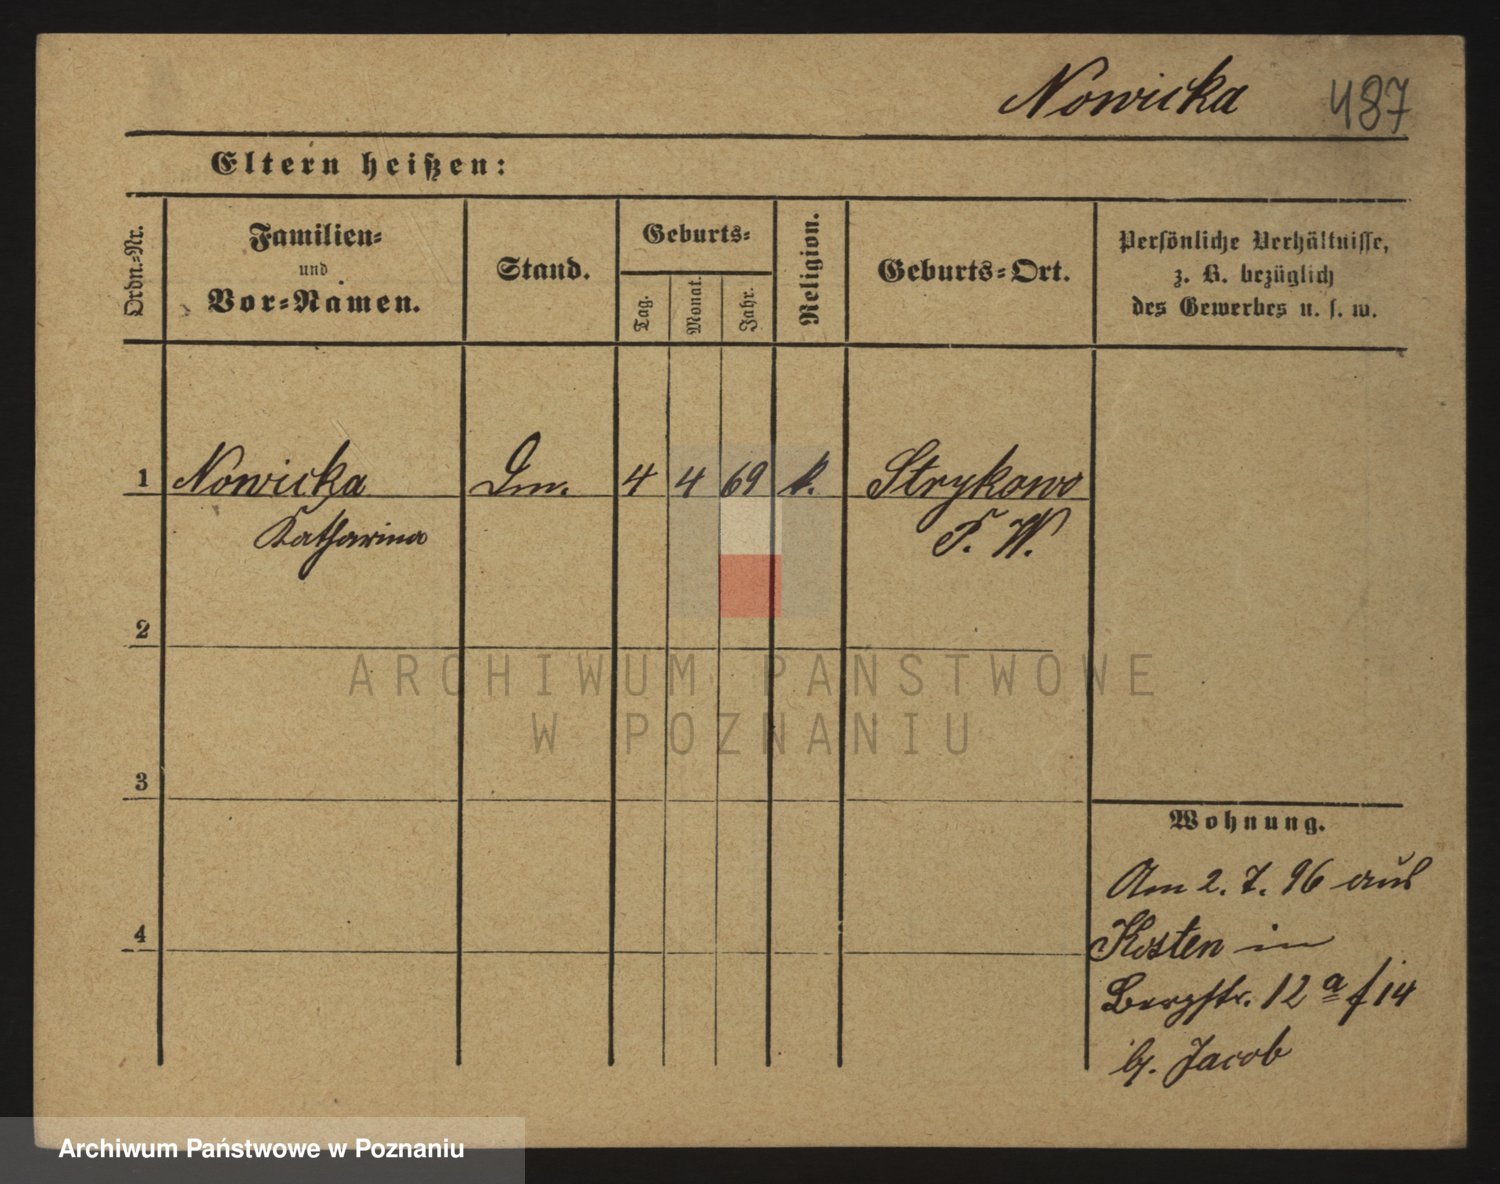 Nowicka 487
Eltern heißen:
Ordn.-Nr. Familien- und Vor-Namen. Stand. Geburts- Tag. Monat. Jahr. Religion. Geburts-Ort. Persönliche Verhältnisse, z. B. bezüglich des Gewerbes u. s. w.
1 Nowicka 4 4 69 k. Strykowo
Katharina P. W.
2
3
Wohnung.
Am 2. 7. 96 aus
4 Kosten in
Bergstr. 12 a f 14
b. Jacob
ARCHIWUM PAŃSTWOWE
W POZNANIU
Archiwum Państwowe w Poznaniu